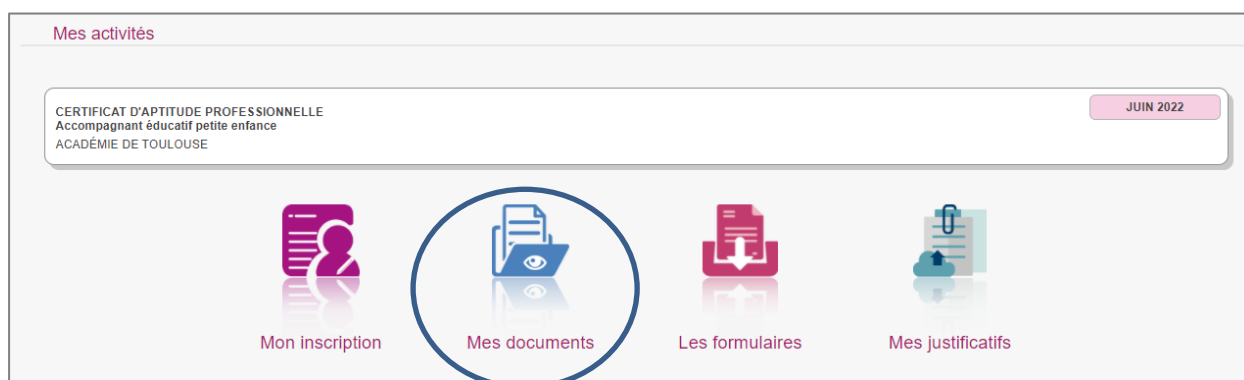 Mes activités
CERTIFICAT D'APTITUDE PROFESSIONNELLE
JUIN 2022
Accompagnant éducatif petite enfance
ACADÉMIE DE TOULOUSE
Mon inscription
Mes documents
Les formulaires
Mes justificatifs